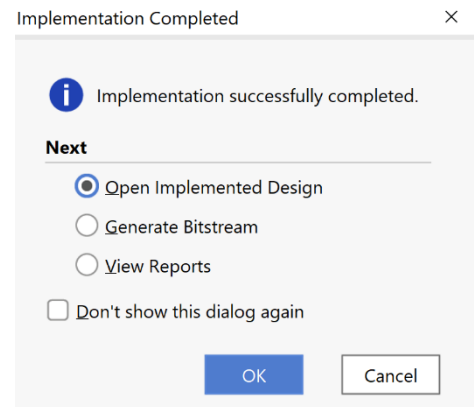 Implementation Completed
Implementation successfully completed.
Next
Open Implemented Design
Generate Bitstream
View Reports
Don't show this dialog again
OK
Cancel